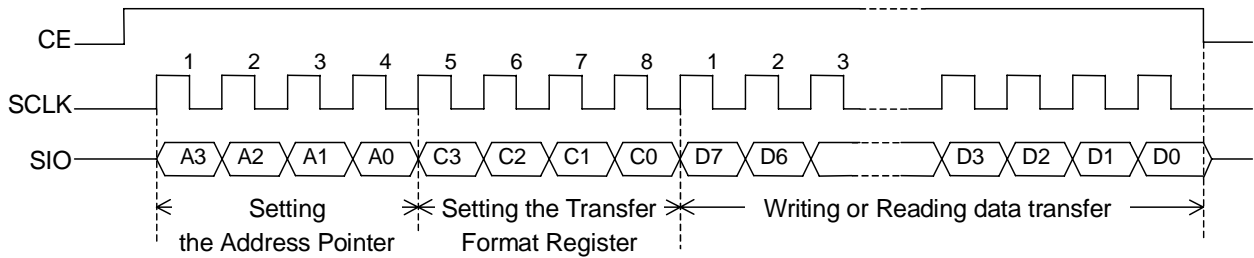 CE
1 2 3 4 5 6 7 8 1 2 3
SCLK
SIO A3 A2 A1 A0 C3 C2 C1 C0 D7 D6 D3 D2 D1 D0
Setting Setting the Transfer Writing or Reading data transfer
the Address Pointer Format Register